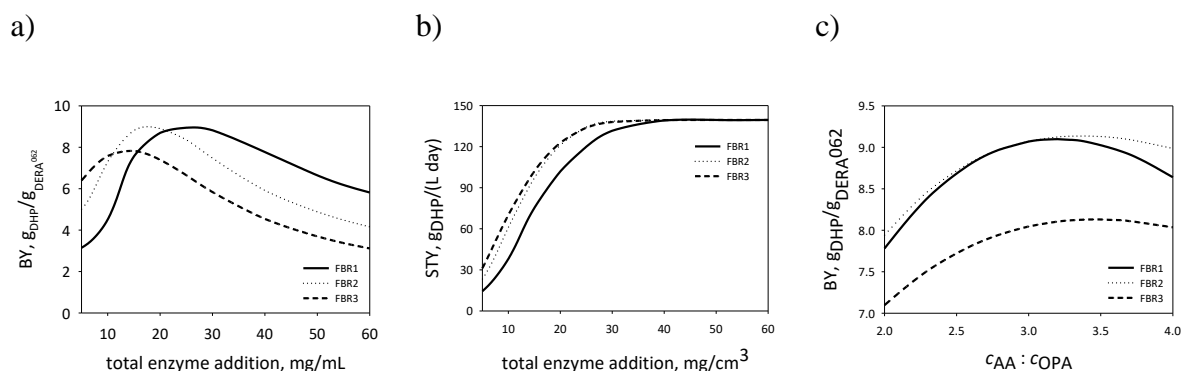 a)
b)
c)
10
8
6
4
2
0
BY, gDHP/gDERA062
10 20 30 40 50 60
total enzyme addition, mg/mL
FBR1
FBR2
FBR3
150
120
90
60
30
0
STY, gDHP/(L day)
10 20 30 40 50 60
total enzyme addition, mg/cm3
FBR1
FBR2
FBR3
9.5
9.0
8.5
8.0
7.5
7.0
BY, gDHP/gDERA062
2.0 2.5 3.0 3.5 4.0
cAA : cOPA
FBR1
FBR2
FBR3